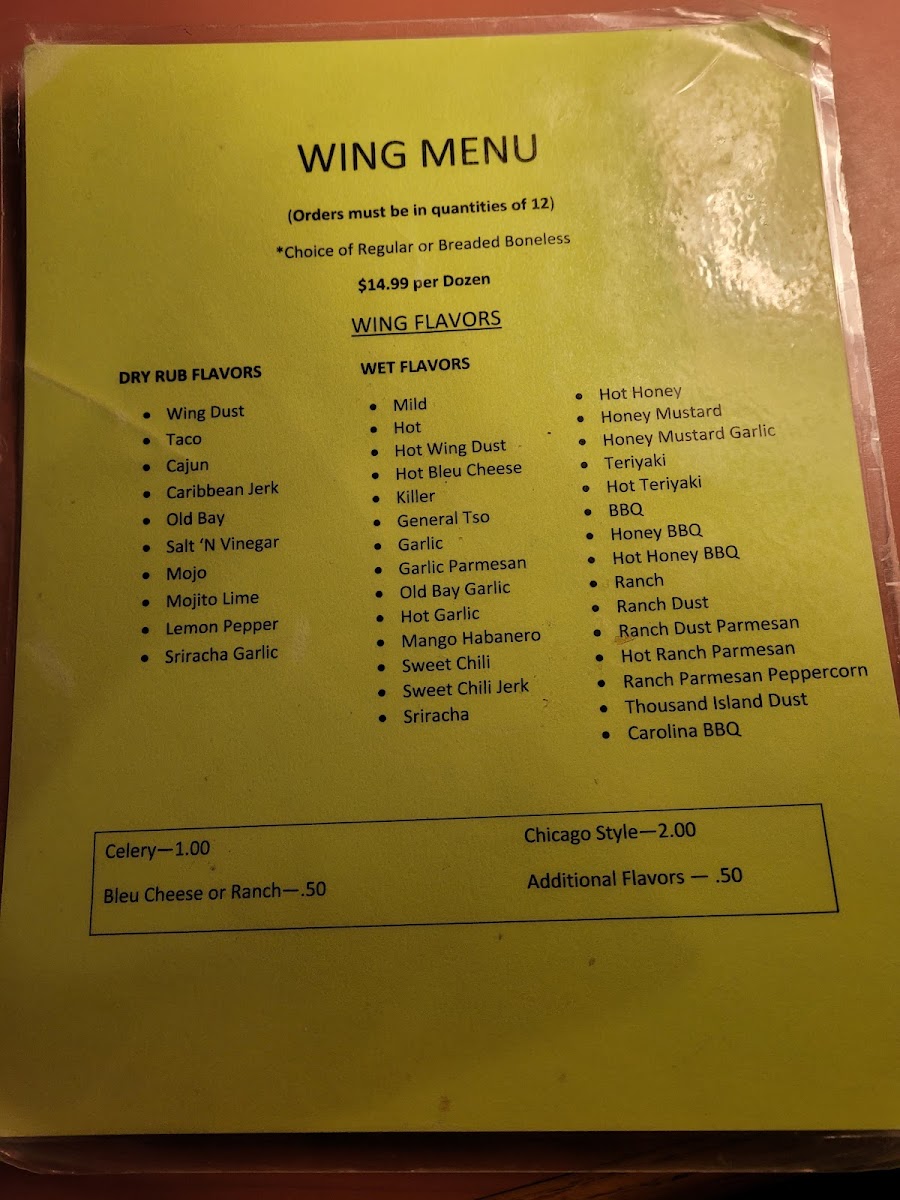 WING MENU
(Orders must be in quantities of 12)
*Choice of Regular or Breaded Boneless
$14.99 per Dozen
WING FLAVORS
DRY RUB FLAVORS
• Wing Dust
• Taco
• Cajun
• Caribbean Jerk
• Old Bay
• Salt ‘N Vinegar
• Mojo
• Mojito Lime
• Lemon Pepper
• Sriracha Garlic
WET FLAVORS
• Mild
• Hot
• Hot Wing Dust
• Hot Bleu Cheese
• Killer
• General Tso
• Garlic
• Garlic Parmesan
• Old Bay Garlic
• Hot Garlic
• Mango Habanero
• Sweet Chili
• Sweet Chili Jerk
• Sriracha
• Hot Honey
• Honey Mustard
• Honey Mustard Garlic
• Teriyaki
• Hot Teriyaki
• BBQ
• Honey BBQ
• Hot Honey BBQ
• Ranch
• Ranch Dust
• Ranch Dust Parmesan
• Hot Ranch Parmesan
• Ranch Parmesan Peppercorn
• Thousand Island Dust
• Carolina BBQ
Celery—1.00
Bleu Cheese or Ranch—.50
Chicago Style—2.00
Additional Flavors — .50